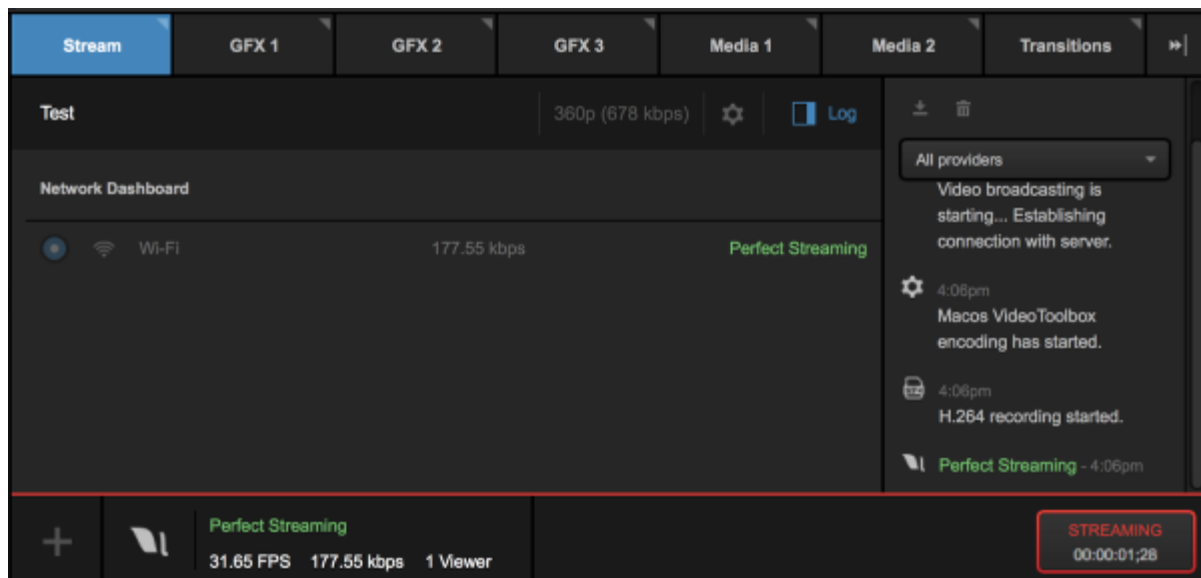 Stream GFX 1 GFX 2 GFX 3 Media 1 Media 2 Transitions
Test 360p (678 kbps) Log
All providers
Network Dashboard
Wi-Fi 177.55 kbps Perfect Streaming
Video broadcasting is
starting... Establishing
connection with server.
4:06pm
Macos VideoToolbox
encoding has started.
4:06pm
H.264 recording started.
Perfect Streaming - 4:06pm
Perfect Streaming
31.65 FPS 177.55 kbps 1 Viewer
STREAMING
00:00:01;28